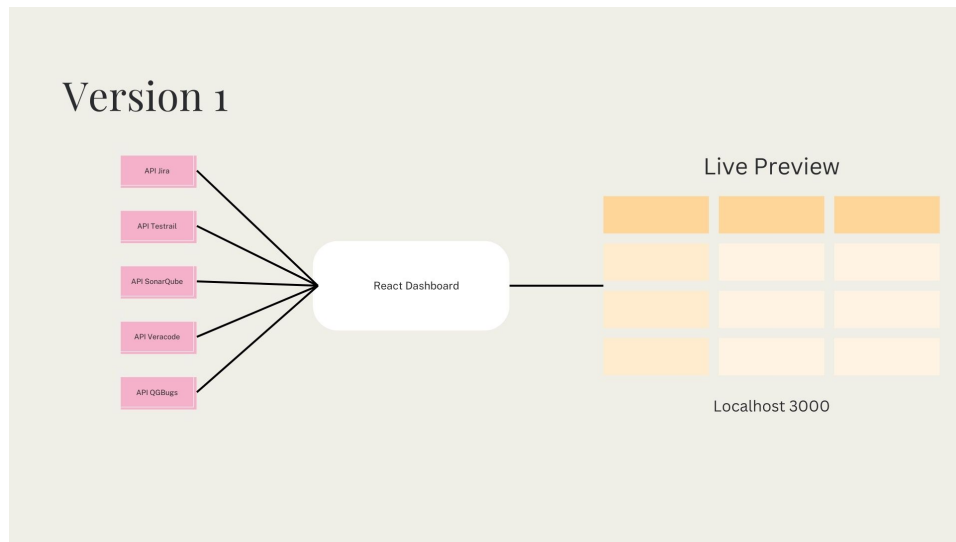 Version 1
API Jira
API Testrail
API SonarQube
API Veracode
API QGBugs
React Dashboard
Live Preview
Localhost 3000